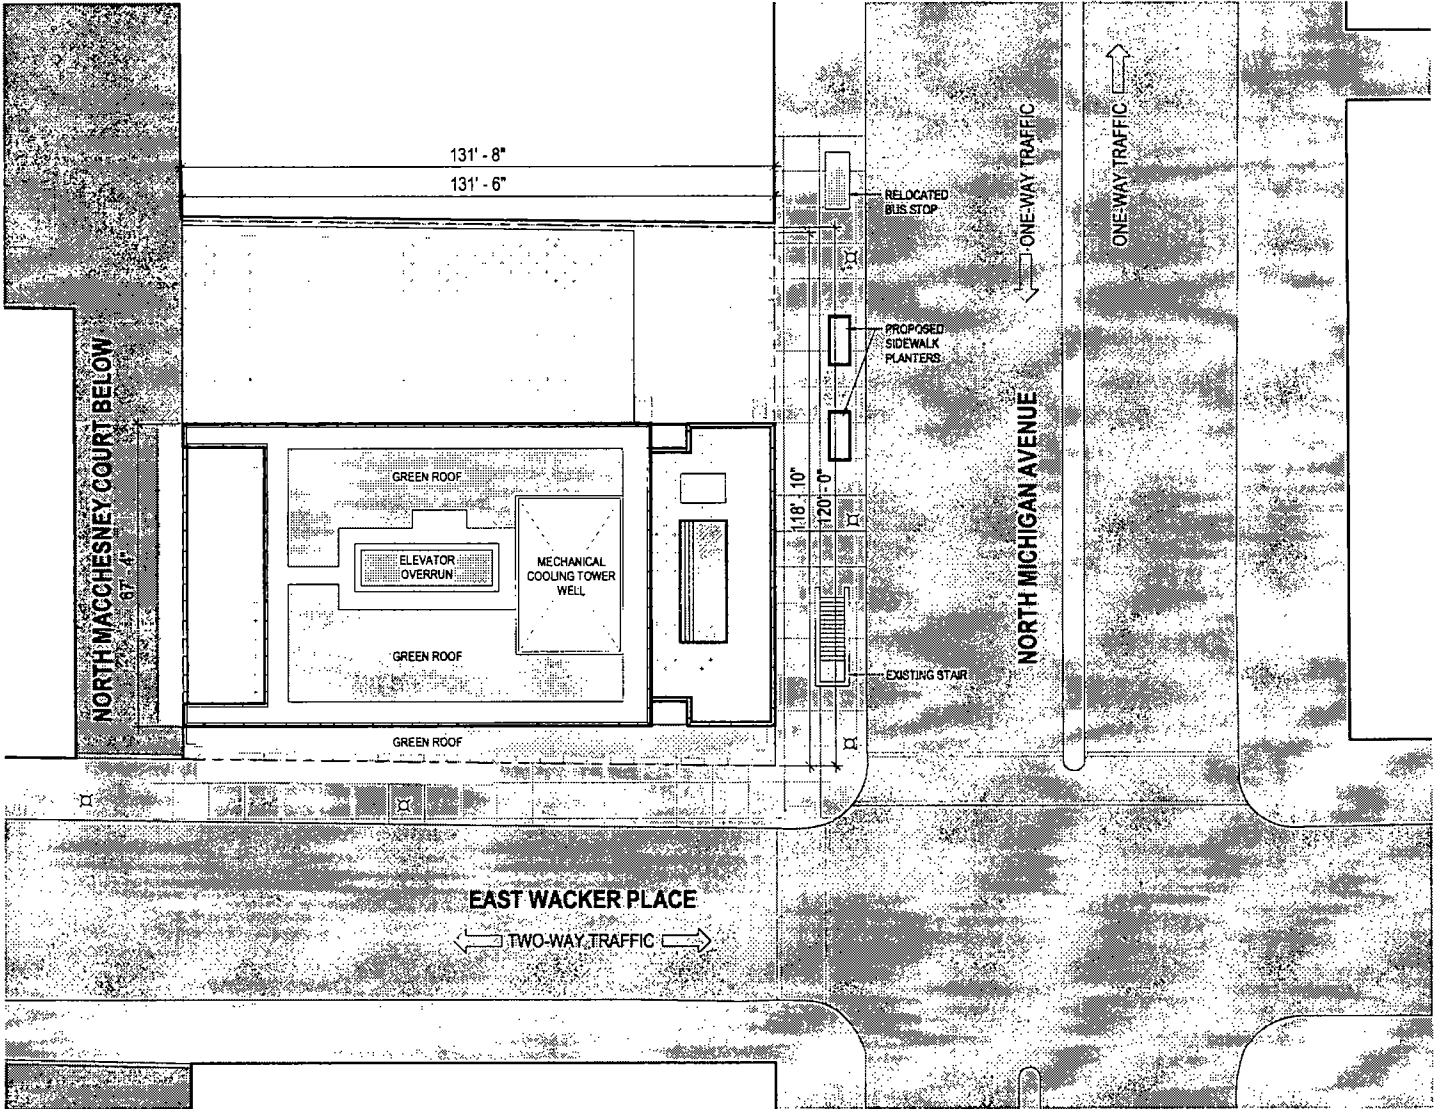 131' - 8"
131' - 6"
RELOCATED
BUS STOP
ONE-WAY TRAFFIC
ONE-WAY TRAFFIC
PROPOSED
SIDEWALK
PLANTERS
NORTH MACCHESNEY COURT BELOW
67' - 4"
GREEN ROOF
ELEVATOR
OVERRUN
MECHANICAL
COOLING TOWER
WELL
118' - 10"
120' - 0"
NORTH MICHIGAN AVENUE
GREEN ROOF
EXISTING STAIR
GREEN ROOF
EAST WACKER PLACE
TWO-WAY TRAFFIC